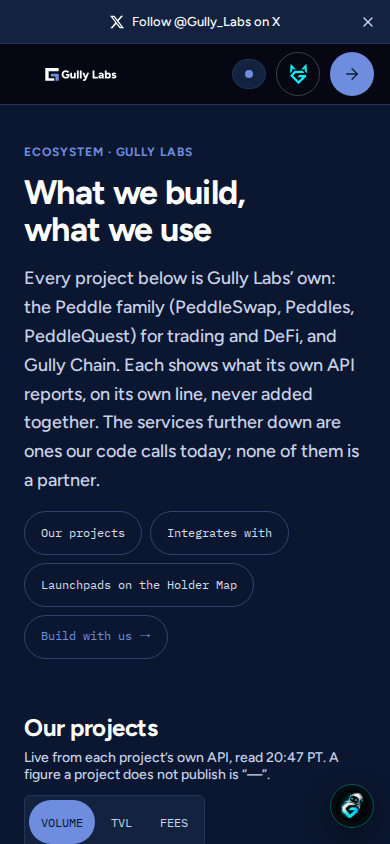 Follow @Gully_Labs on X
Gully Labs
ECOSYSTEM · GULLY LABS
What we build,
what we use
Every project below is Gully Labs’ own:
the Peddle family (PeddleSwap, Peddles,
PeddleQuest) for trading and DeFi, and
Gully Chain. Each shows what its own API
reports, on its own line, never added
together. The services further down are
ones our code calls today; none of them is
a partner.
Our projects
Integrates with
Launchpads on the Holder Map
Build with us →
Our projects
Live from each project’s own API, read 20:47 PT. A
figure a project does not publish is “—”.
VOLUME TVL FEES